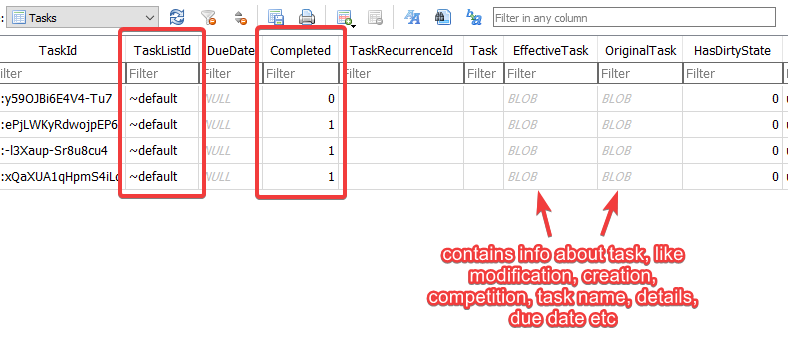 : Tasks Filter in any column
TaskId TaskListId DueDate Completed TaskRecurrenceId Task EffectiveTask OriginalTask HasDirtyState
ilter Filter Filter Filter Filter Filter Filter Filter Filter
:y59OJBi6E4V4-Tu7 ~default NULL 0 BLOB BLOB 0
:ePjLWKyRdwojpEP6 ~default NULL 1 BLOB BLOB 0
:-l3Xaup-Sr8u8cu4 ~default NULL 1 BLOB BLOB 0
:xQaXUA1qHpmS4iLc ~default NULL 1 BLOB BLOB 0
contains info about task, like
modification, creation,
competition, task name, details,
due date etc